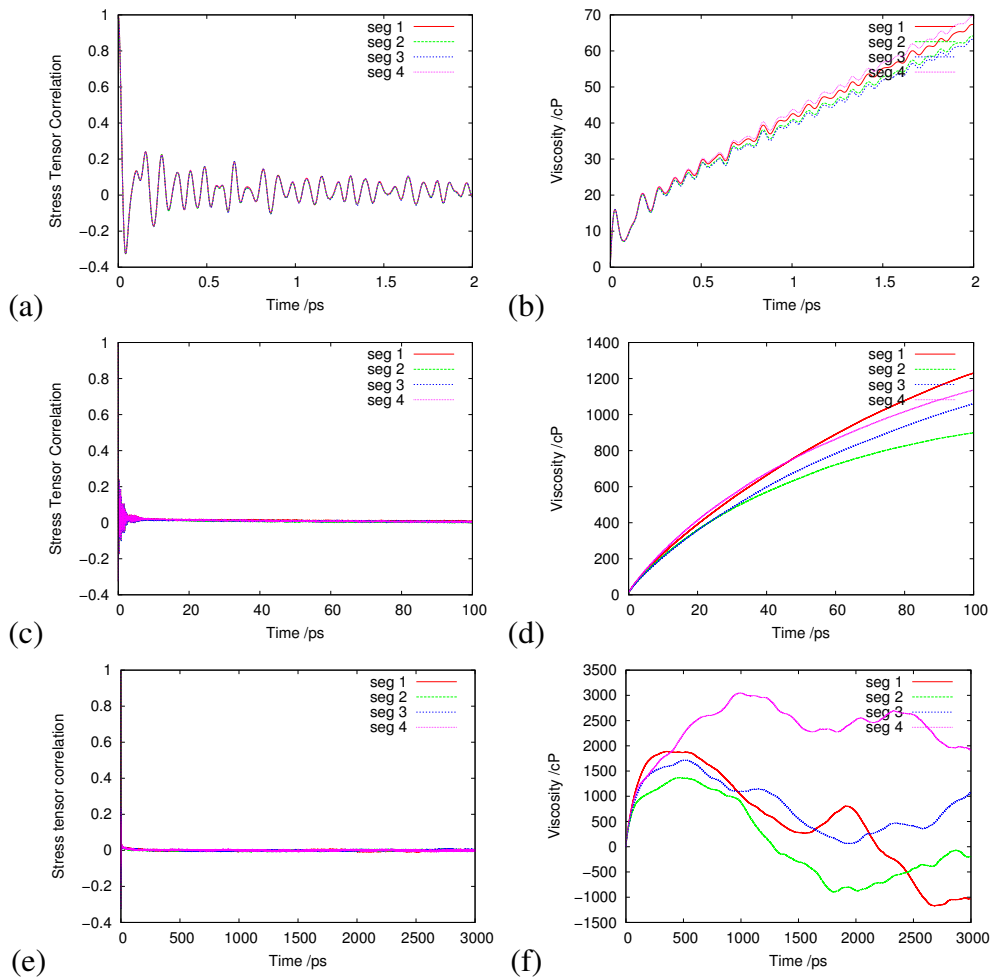 1
0.8
0.6
0.4
0.2
0
−0.2
−0.4
0 0.5 1 1.5 2
Stress Tensor Correlation
Time /ps
seg 1
seg 2
seg 3
seg 4
(a)
70
60
50
40
30
20
10
0
0 0.5 1 1.5 2
Viscosity /cP
Time /ps
seg 1
seg 2
seg 3
seg 4
(b)
1
0.8
0.6
0.4
0.2
0
−0.2
−0.4
0 20 40 60 80 100
Stress Tensor Correlation
Time /ps
seg 1
seg 2
seg 3
seg 4
(c)
1400
1200
1000
800
600
400
200
0
0 20 40 60 80 100
Viscosity /cP
Time /ps
seg 1
seg 2
seg 3
seg 4
(d)
1
0.8
0.6
0.4
0.2
0
−0.2
−0.4
0 500 1000 1500 2000 2500 3000
Stress tensor correlation
Time /ps
seg 1
seg 2
seg 3
seg 4
(e)
3500
3000
2500
2000
1500
1000
500
0
−500
−1000
−1500
0 500 1000 1500 2000 2500 3000
Viscosity /cP
Time /ps
seg 1
seg 2
seg 3
seg 4
(f)